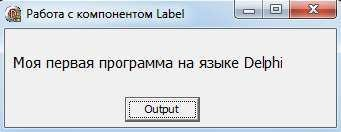 Работа с компонентом Label
Моя первая программа на языке Delphi
Output